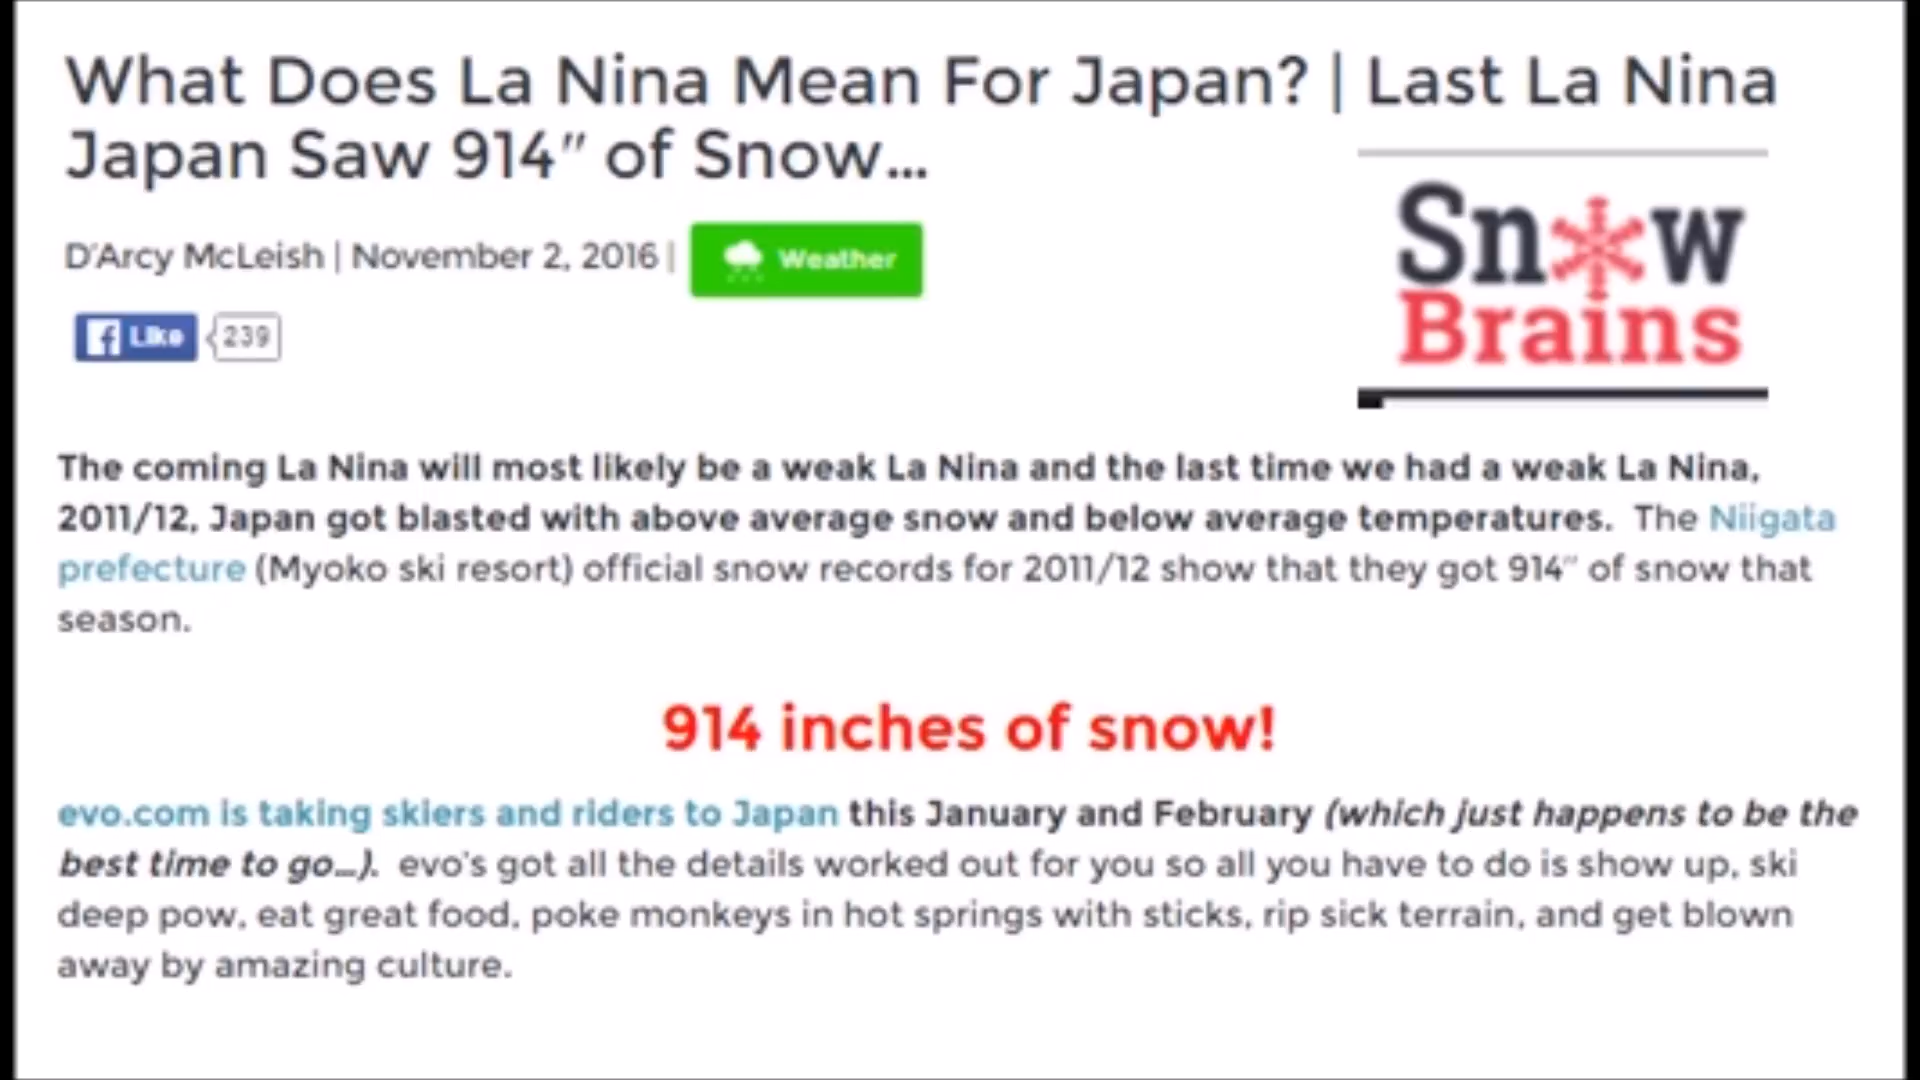 What Does La Nina Mean For Japan? | Last La Nina
Japan Saw 914" of Snow...
D'Arcy McLeish | November 2, 2016 |
Weather
Like
239
Snow
Brains
The coming La Nina will most likely be a weak La Nina and the last time we had a weak La Nina,
2011/12, Japan got blasted with above average snow and below average temperatures. The Niigata
prefecture (Myoko ski resort) official snow records for 2011/12 show that they got 914" of snow that
season.
914 inches of snow!
evo.com is taking skiers and riders to Japan this January and February (which just happens to be the
best time to go...). evo's got all the details worked out for you so all you have to do is show up, ski
deep pow, eat great food, poke monkeys in hot springs with sticks, rip sick terrain, and get blown
away by amazing culture.